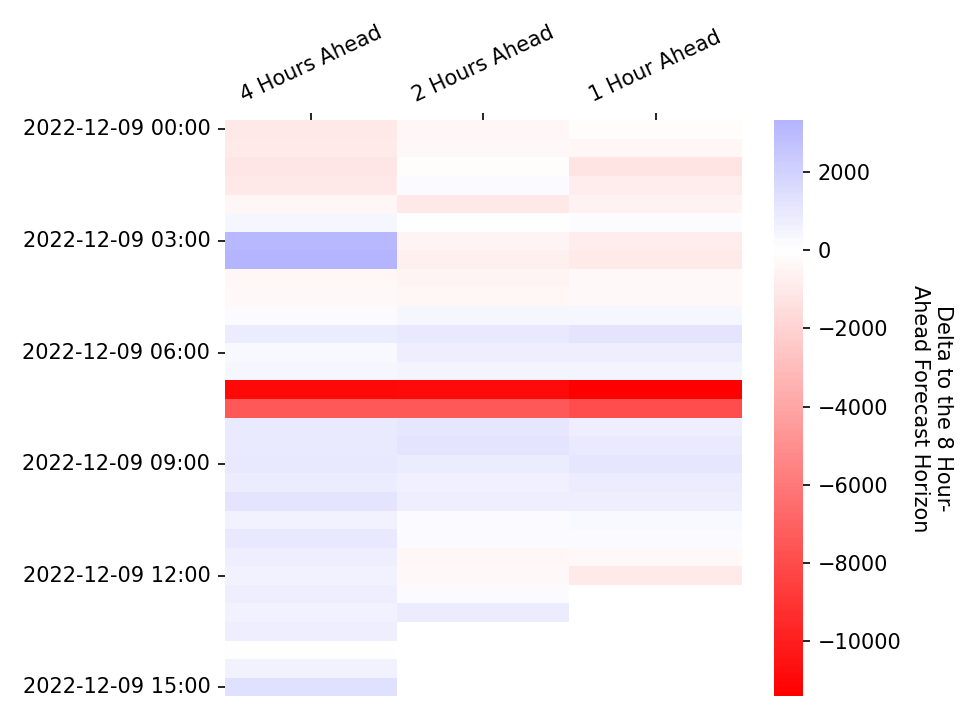 4 Hours Ahead
2 Hours Ahead
1 Hour Ahead
2022-12-09 00:00
2022-12-09 03:00
2022-12-09 06:00
2022-12-09 09:00
2022-12-09 12:00
2022-12-09 15:00
2000
0
−2000
−4000
−6000
−8000
−10000
Delta to the 8 Hour-
Ahead Forecast Horizon